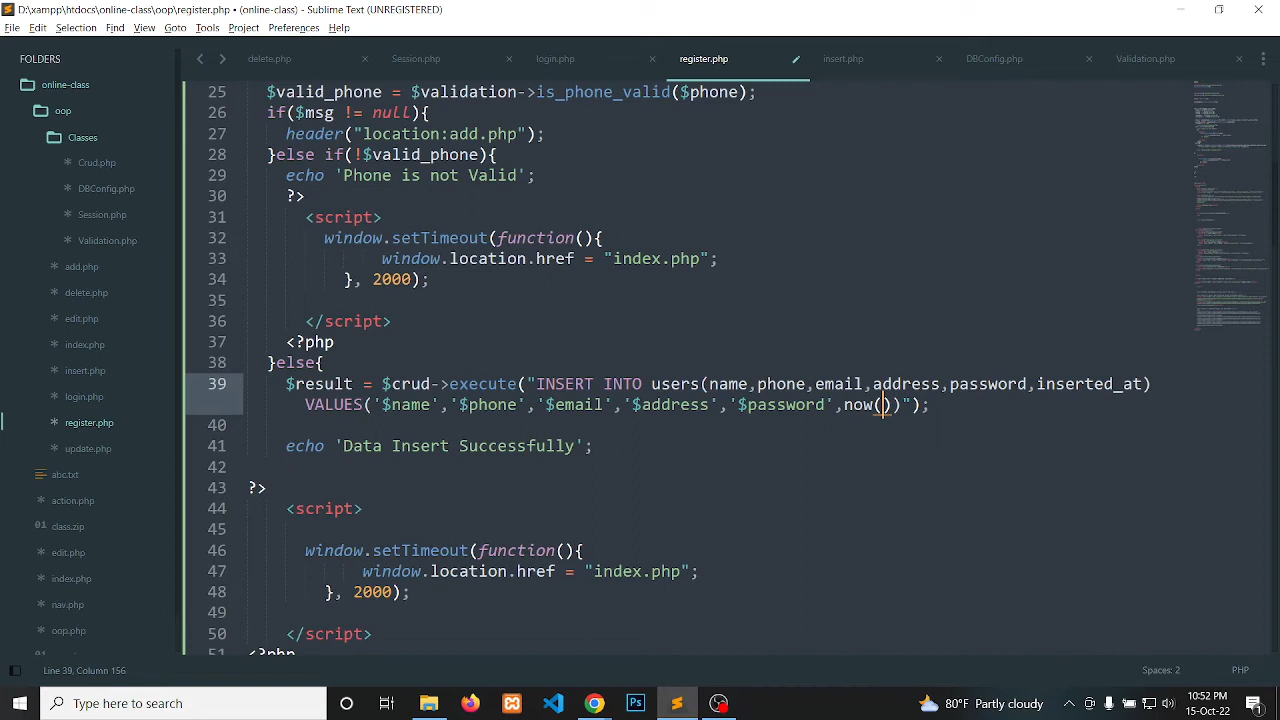 D:\xampp\htdocs\online-class\oop\register.php • (online-class) - Sublime Text (UNREGISTERED)
File Edit Selection Find View Goto Tools Project Preferences Help
FOLDERS
online-class
oop
Classes
Crud.php
DBConfig.php
Session.php
Validation.php
add.php
delete.php
edit.php
index.php
insert.php
login.php
register.php
update.php
abc.txt
action.php
class.zip
edit.php
index.php
nav.php
oop.php
delete.php Session.php login.php register.php insert.php DBConfig.php Validation.php
25 $valid_phone = $validation->is_phone_valid($phone);
26 if($msg != null){
27 header("location:add.php");
28 }else if(!$valid_phone){
29 echo 'Phone is not Valid';
30 ?>
31 <script>
32 window.setTimeout(function(){
33 window.location.href = "index.php";
34 }, 2000);
35
36 </script>
37 <?php
38 }else{
39 $result = $crud->execute("INSERT INTO users(name,phone,email,address,password,inserted_at)
VALUES('$name','$phone','$email','$address','$password',now())");
40
41 echo 'Data Insert Successfully';
42
43 ?>
44 <script>
45
46 window.setTimeout(function(){
47 window.location.href = "index.php";
48 }, 2000);
49
50 </script>
51 <?php
Line 39, Column 156 Spaces: 2 PHP
Type here to search
Ps
80°F Partly cloudy
10:52 PM
15-Oct-22